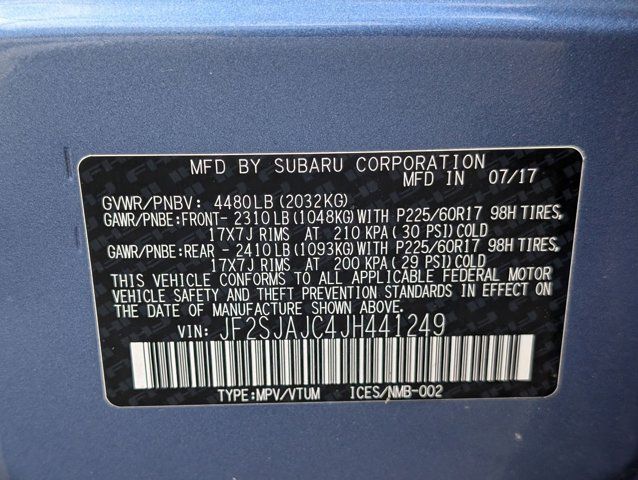 MFD BY SUBARU CORPORATION
MFD IN 07/17
GVWR/PNBV: 4480LB (2032KG)
GAWR/PNBE:FRONT- 2310LB (1048KG) WITH P225/60R17 98H TIRES,
17X7J RIMS AT 210 KPA (30 PSI) COLD
GAWR/PNBE:REAR - 2410LB (1093KG) WITH P225/60R17 98H TIRES,
17X7J RIMS AT 200 KPA (29 PSI) COLD
THIS VEHICLE CONFORMS TO ALL APPLICABLE FEDERAL MOTOR
VEHICLE SAFETY AND THEFT PREVENTION STANDARDS IN EFFECT ON
THE DATE OF MANUFACTURE SHOWN ABOVE.
VIN: JF2SJAJC4JH441249
TYPE:MPV/VTUM ICES/NMB-002